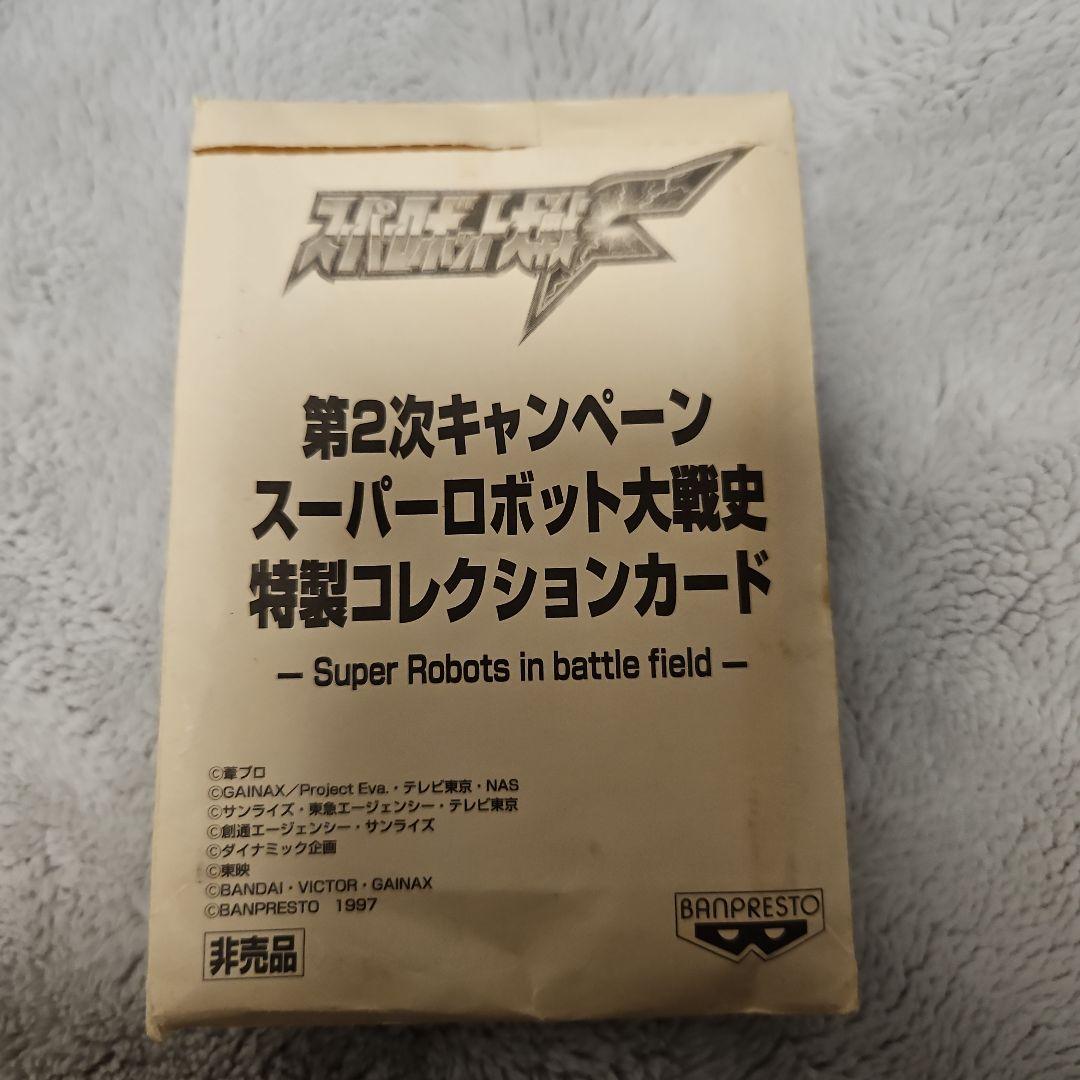 スーパーロボット大戦F
第2次キャンペーン
スーパーロボット大戦史
特製コレクションカード
— Super Robots in battle field —
©葦プロ
©GAINAX/Project Eva.・テレビ東京・NAS
©サンライズ・東急エージェンシー・テレビ東京
©創通エージェンシー・サンライズ
©ダイナミック企画
©東映
©BANDAI・VICTOR・GAINAX
©BANPRESTO 1997
非売品
BANPRESTO